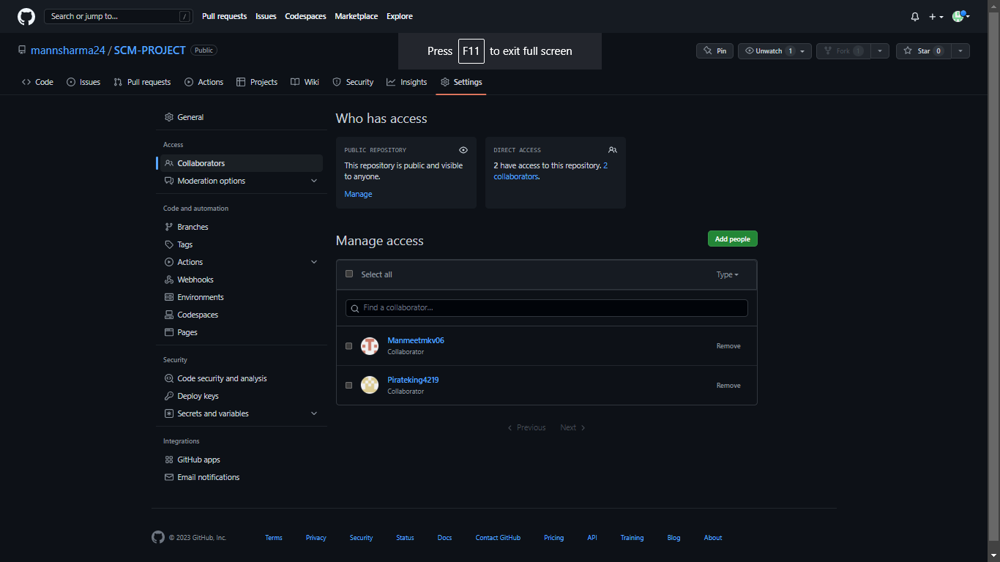 Search or jump to... /
Pull requests Issues Codespaces Marketplace Explore
mannsharma24 / SCM-PROJECT Public
Press F11 to exit full screen
Pin Unwatch 1 Fork 1 Star 0
Code Issues Pull requests Actions Projects Wiki Security Insights Settings
General
Access
Collaborators
Moderation options
Code and automation
Branches
Tags
Actions
Webhooks
Environments
Codespaces
Pages
Security
Code security and analysis
Deploy keys
Secrets and variables
Integrations
GitHub apps
Email notifications
Who has access
PUBLIC REPOSITORY
This repository is public and visible
to anyone.
Manage
DIRECT ACCESS
2 have access to this repository. 2
collaborators.
Manage access
Add people
Select all Type
Find a collaborator...
Manmeetmkv06
Collaborator
Remove
Pirateking4219
Collaborator
Remove
Previous Next
© 2023 GitHub, Inc. Terms Privacy Security Status Docs Contact GitHub Pricing API Training Blog About